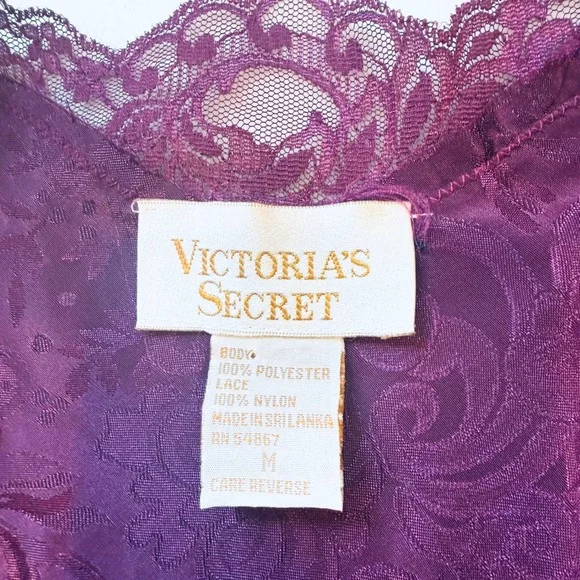 VICTORIA'S
SECRET
BODY.
100% POLYESTER
LACE
100% NYLON
MADE IN SRI LANKA
RN 54867
M
CARE REVERSE